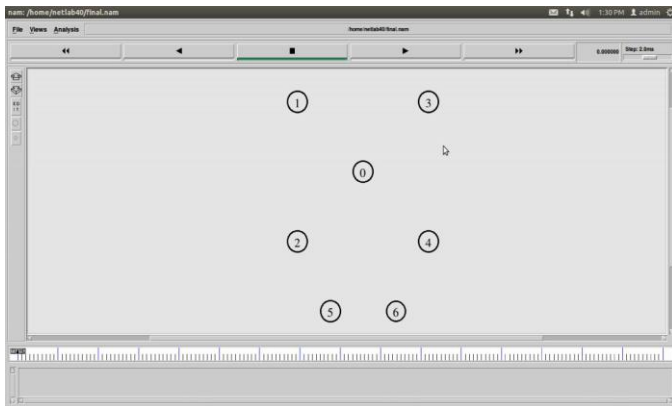 nam: /home/netlab40/final.nam 1:30 PM admin
File Views Analysis /home/netlab40/final.nam
0.000000 Step: 2.0ms
1 3
0
2 4
5 6